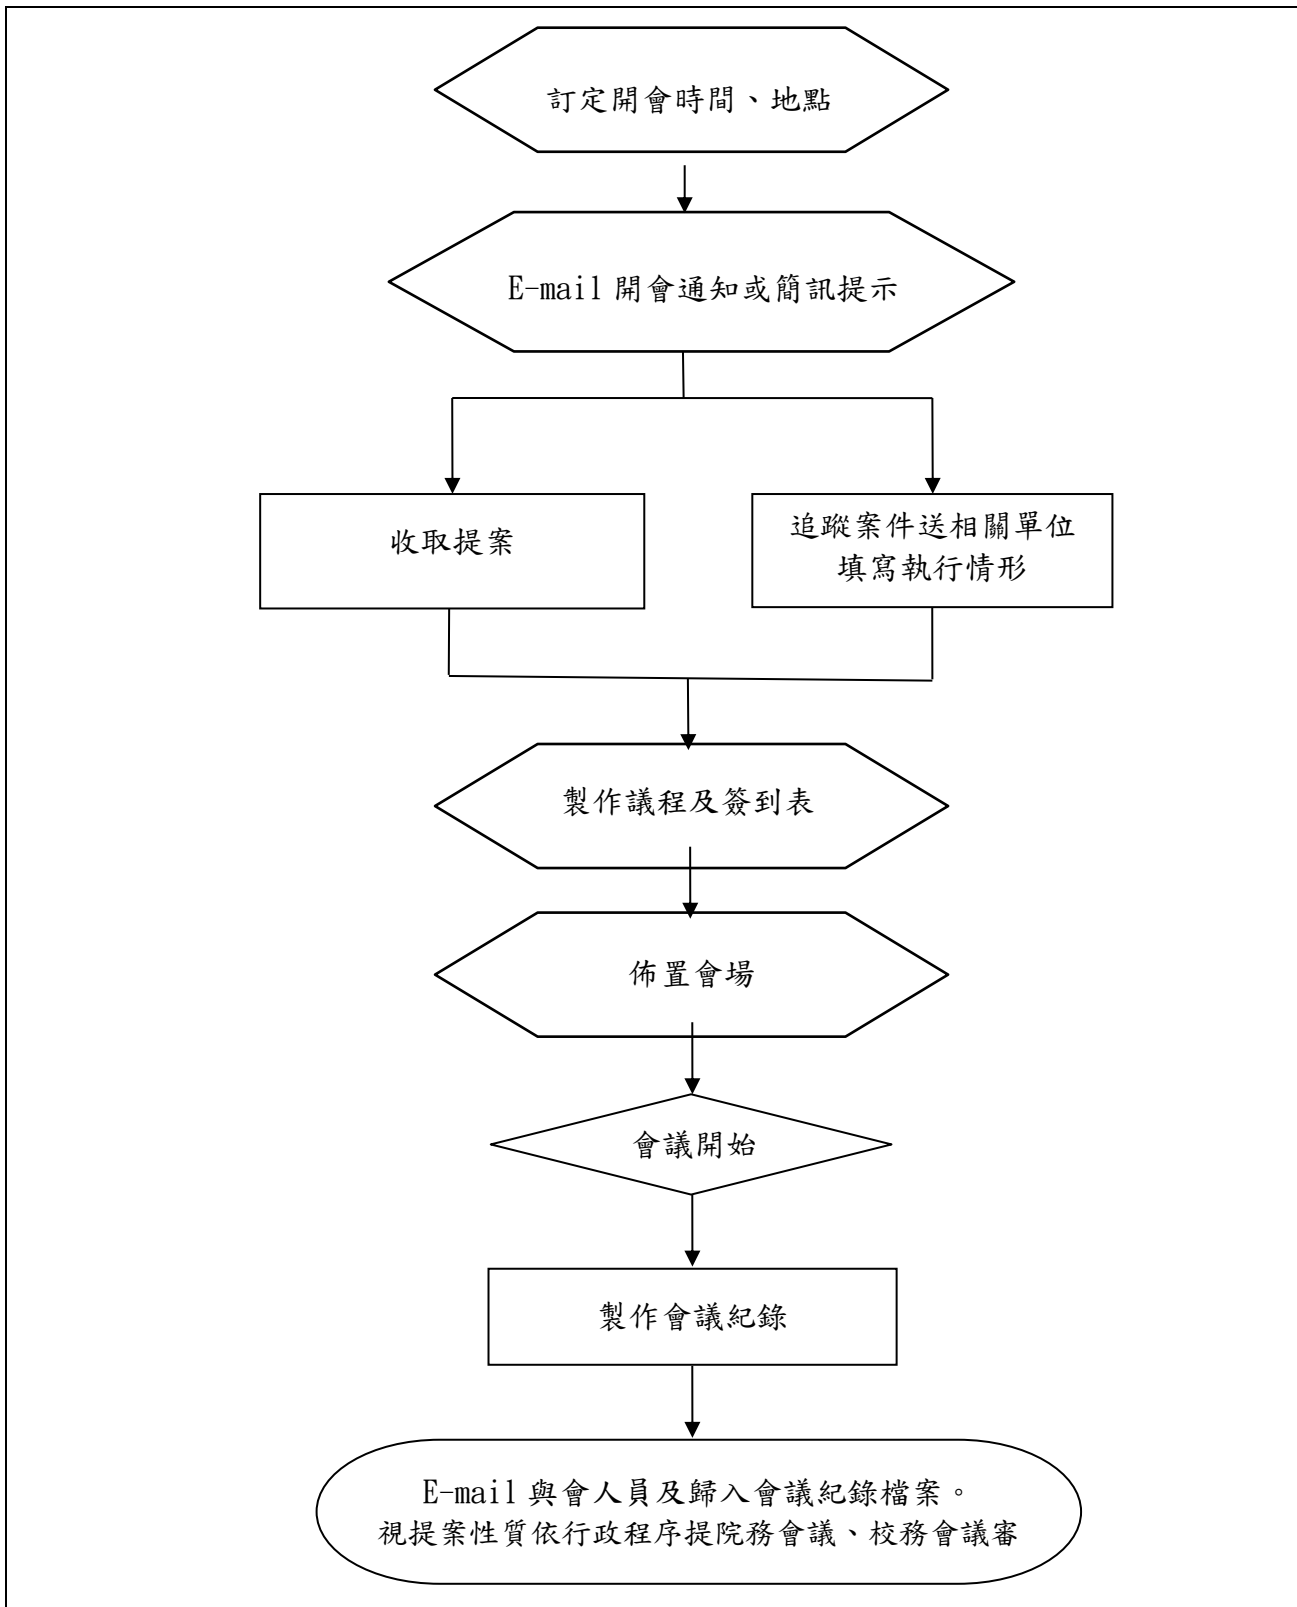 訂定開會時間、地點
E-mail 開會通知或簡訊提示
收取提案
追蹤案件送相關單位
填寫執行情形
製作議程及簽到表
佈置會場
會議開始
製作會議紀錄
E-mail 與會人員及歸入會議紀錄檔案。
視提案性質依行政程序提院務會議、校務會議審